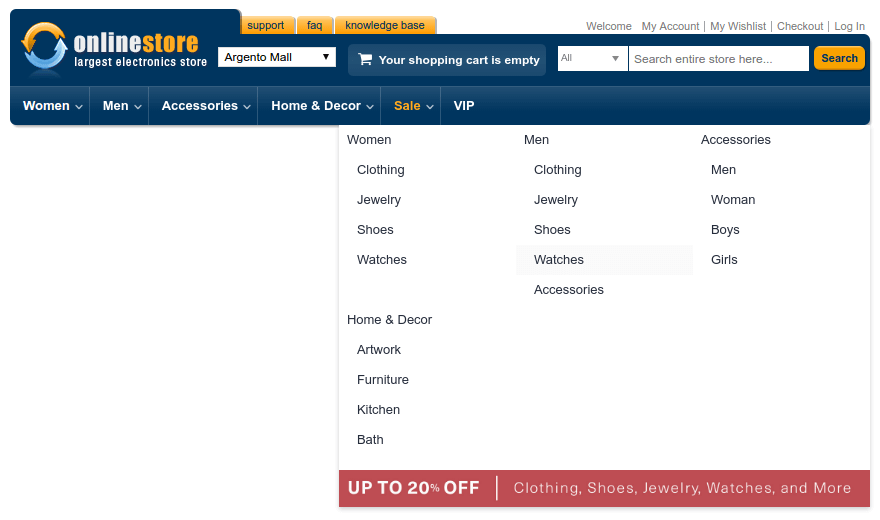 support faq knowledge base
Welcome My Account | My Wishlist | Checkout | Log In
onlinestore
largest electronics store
Argento Mall
Your shopping cart is empty
All
Search entire store here...
Search
Women Men Accessories Home & Decor Sale VIP
Women Men Accessories
Clothing Clothing Men
Jewelry Jewelry Woman
Shoes Shoes Boys
Watches Watches Girls
Accessories
Home & Decor
Artwork
Furniture
Kitchen
Bath
UP TO 20% OFF | Clothing, Shoes, Jewelry, Watches, and More